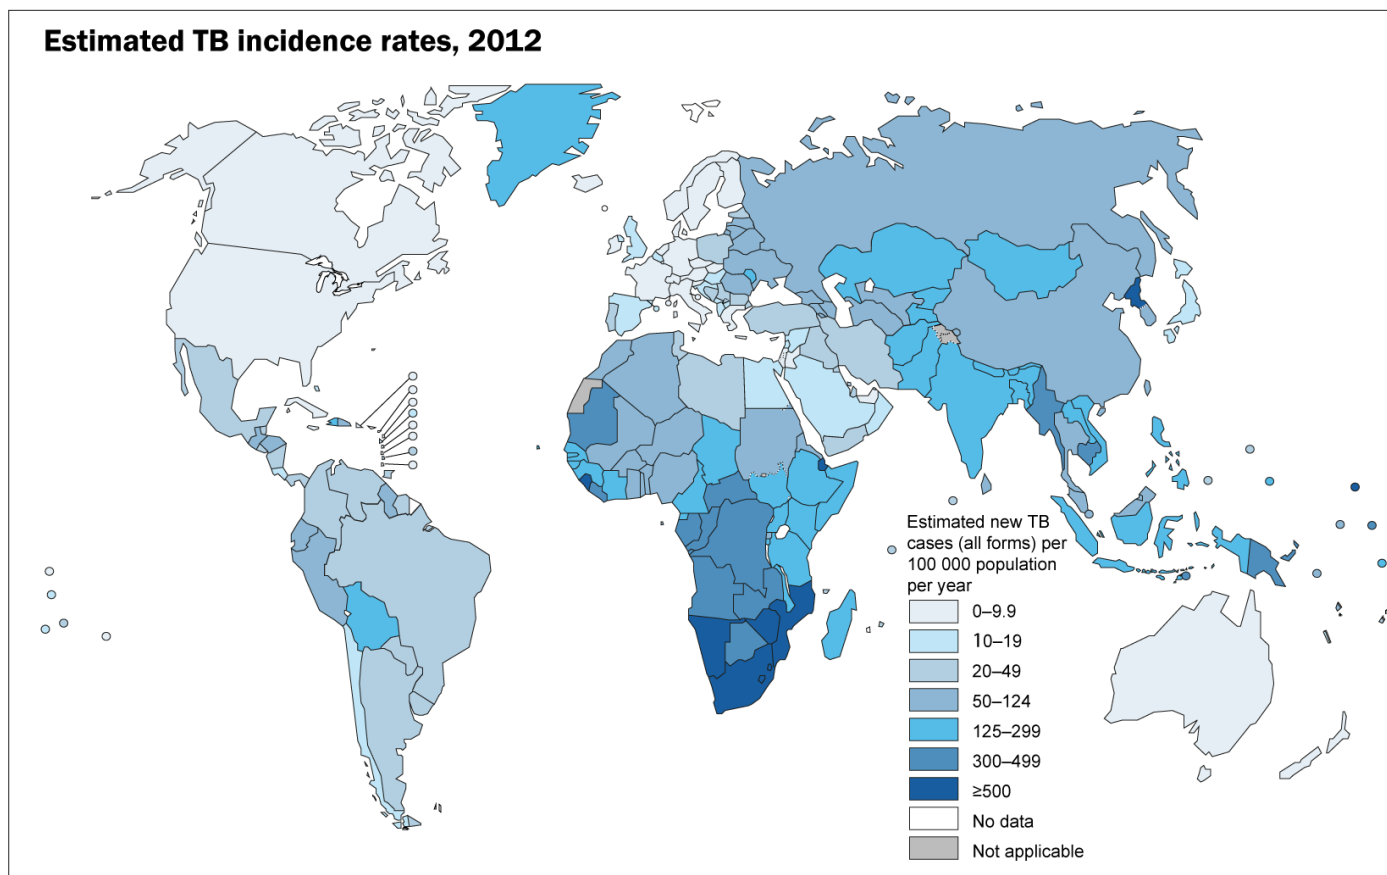 Estimated TB incidence rates, 2012
Estimated new TB
cases (all forms) per
100 000 population
per year
0–9.9
10–19
20–49
50–124
125–299
300–499
≥500
No data
Not applicable